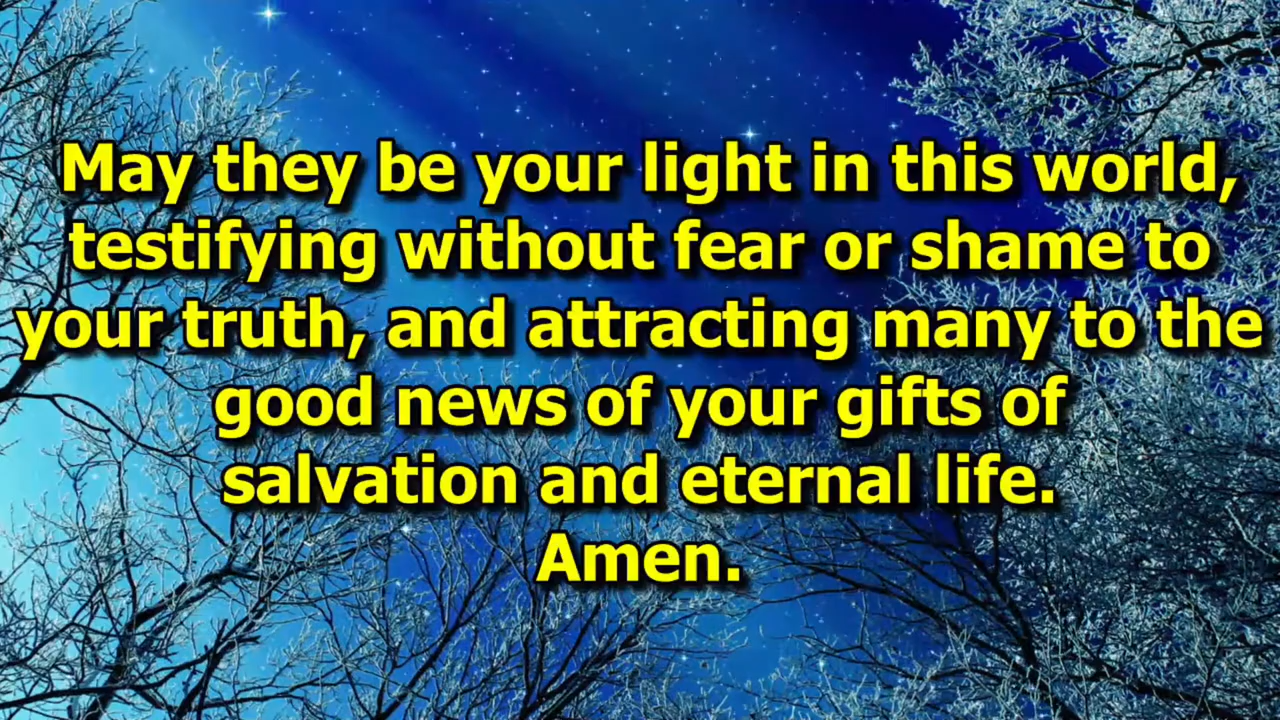 May they be your light in this world,
testifying without fear or shame to
your truth, and attracting many to the
good news of your gifts of
salvation and eternal life.
Amen.